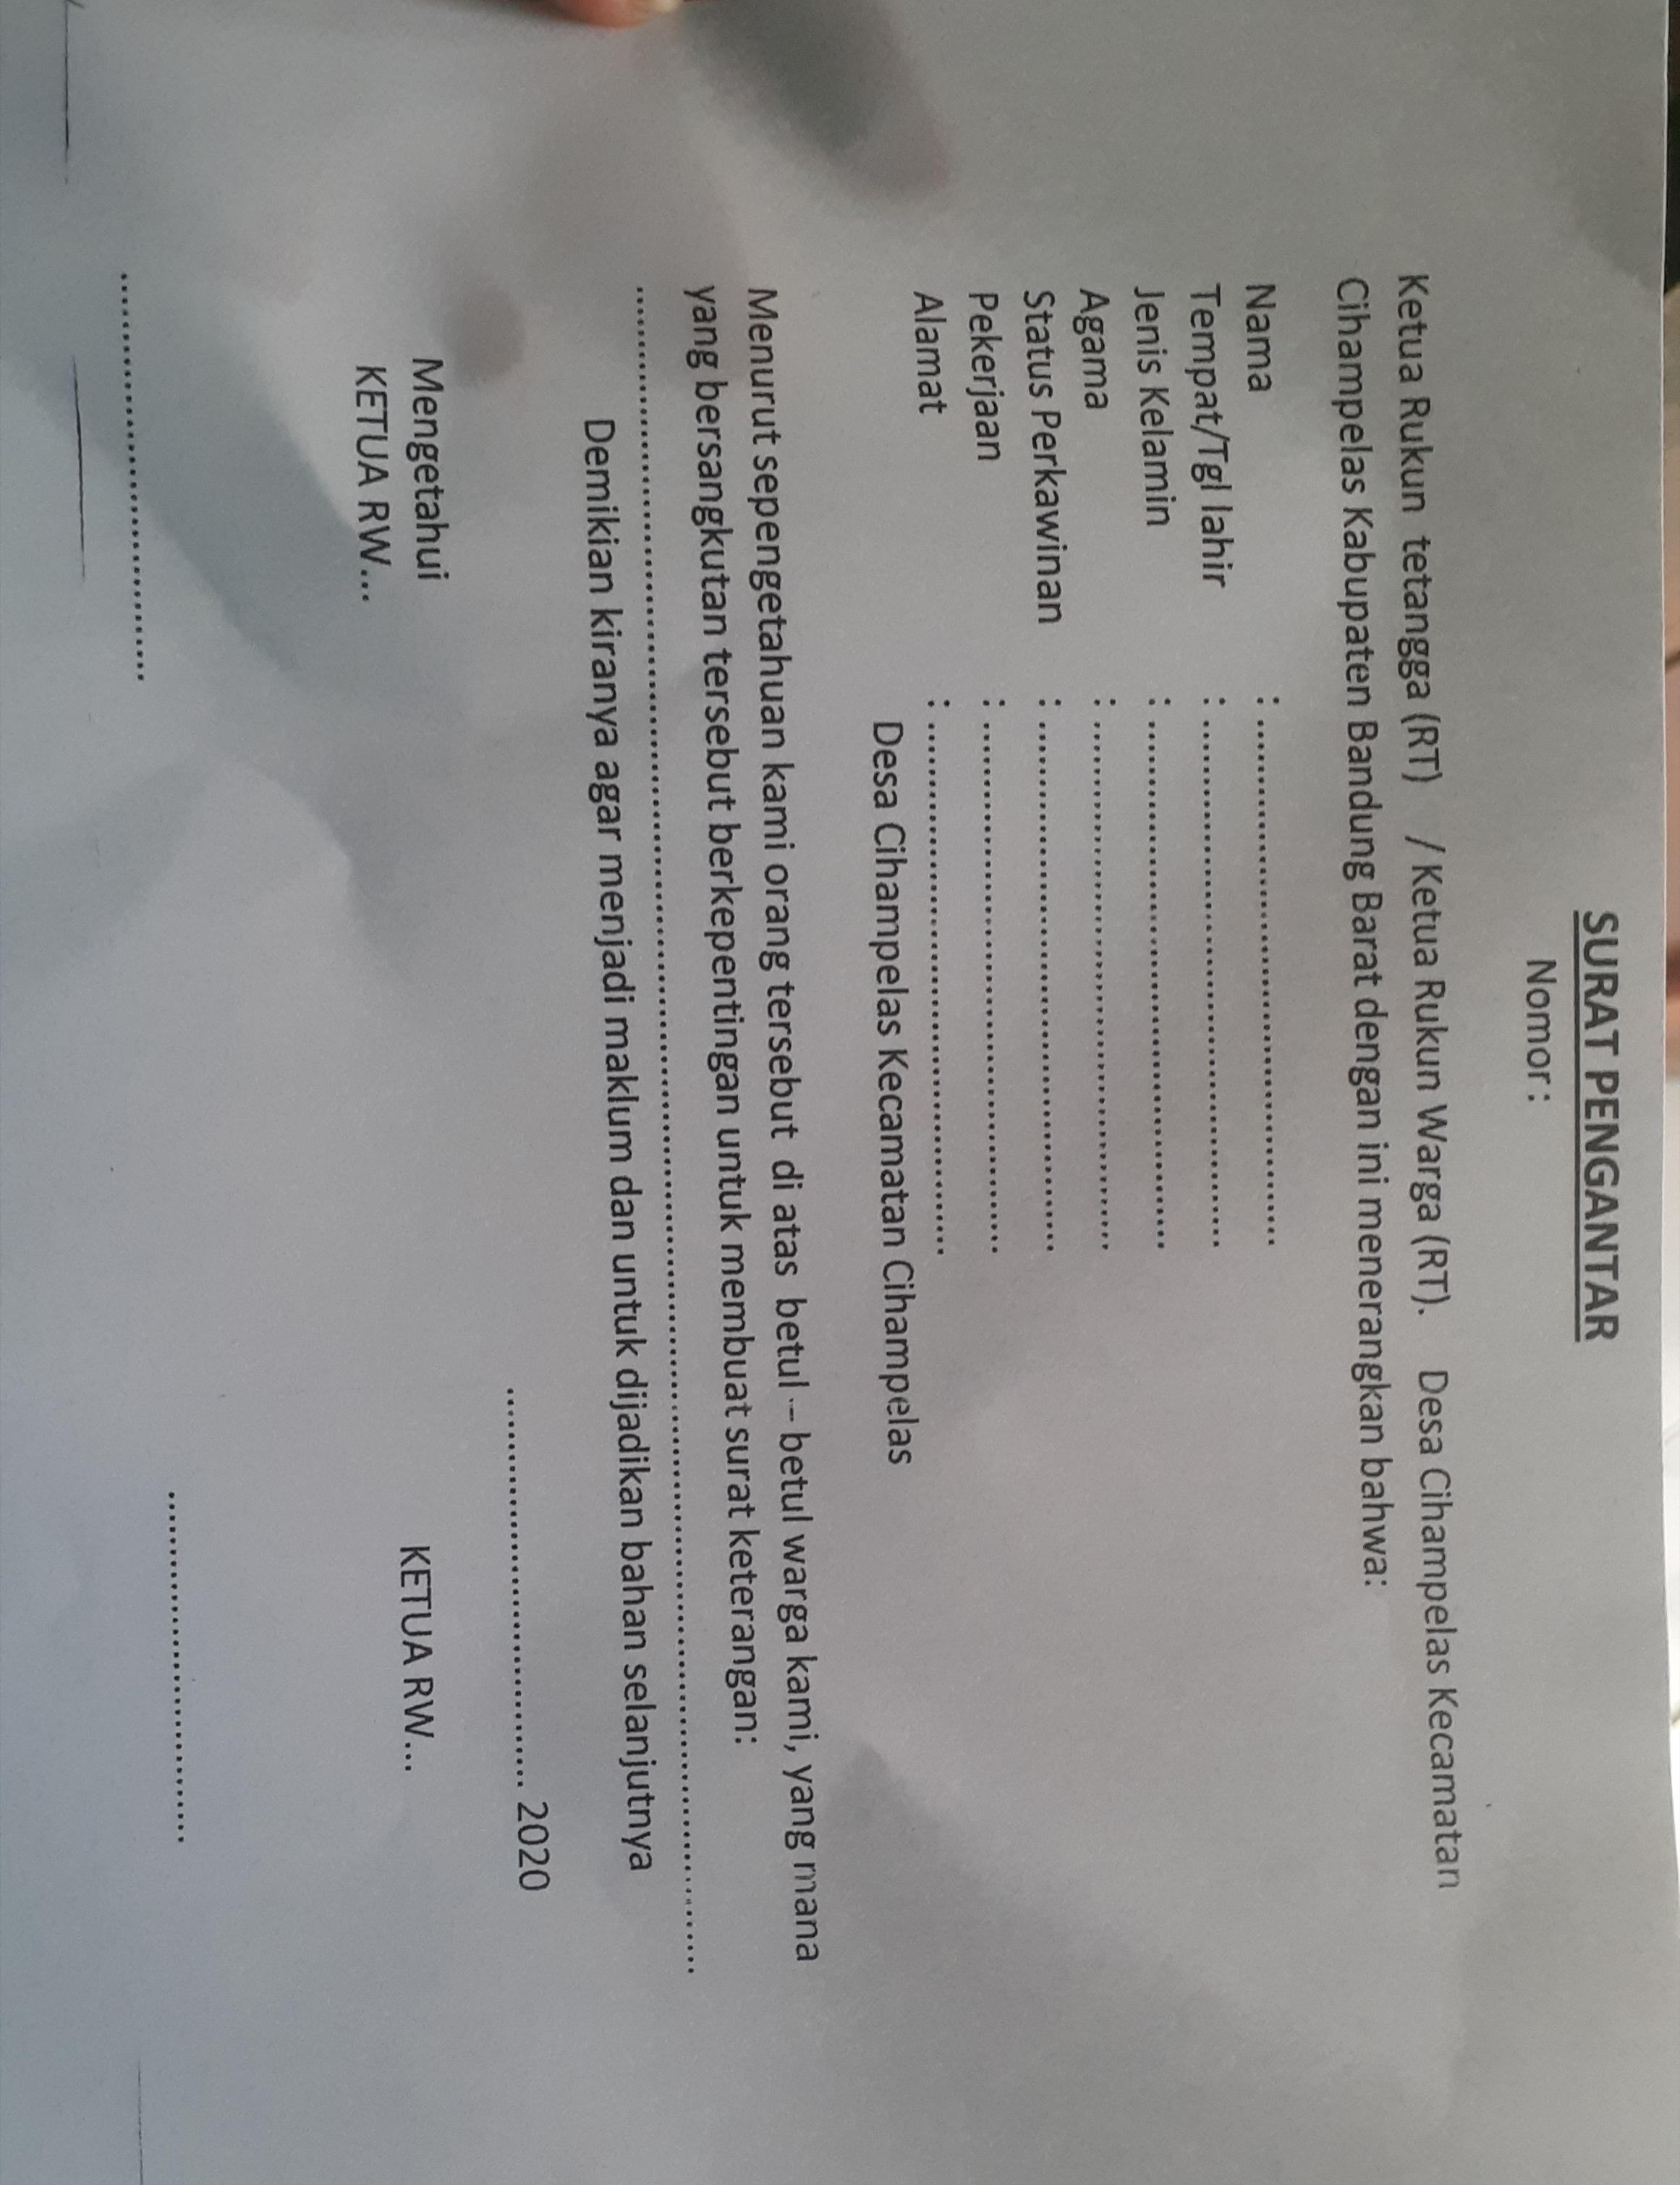 SURAT PENGANTAR
Nomor :
Ketua Rukun tetangga (RT) / Ketua Rukun Warga (RT). Desa Cihampelas Kecamatan
Cihampelas Kabupaten Bandung Barat dengan ini menerangkan bahwa:
Nama : ................................................
Tempat/Tgl lahir : ................................................
Jenis Kelamin : ................................................
Agama : ................................................
Status Perkawinan : ................................................
Pekerjaan : ................................................
Alamat : ................................................
Desa Cihampelas Kecamatan Cihampelas
Menurut sepengetahuan kami orang tersebut di atas betul -– betul warga kami, yang mana
yang bersangkutan tersebut berkepentingan untuk membuat surat keterangan:
................................................................................................................................
Demikian kiranya agar menjadi maklum dan untuk dijadikan bahan selanjutnya
.................................... 2020
Mengetahui
KETUA RW... KETUA RW...
.................................... ................................